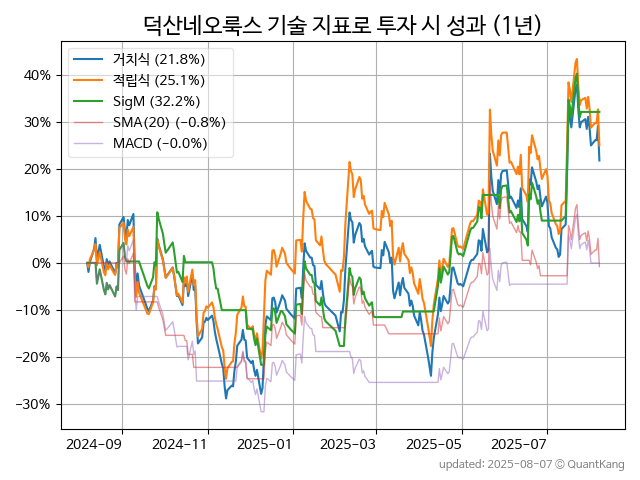 덕산네오룩스 기술 지표로 투자 시 성과 (1년)
거치식 (21.8%)
적립식 (25.1%)
SigM (32.2%)
SMA(20) (−0.8%)
MACD (−0.0%)
40%
30%
20%
10%
0%
−10%
−20%
−30%
2024-09
2024-11
2025-01
2025-03
2025-05
2025-07
updated: 2025-08-07 © QuantKang